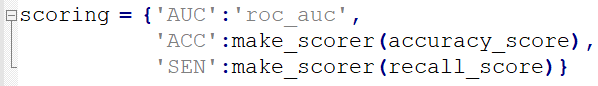 scoring = {'AUC':'roc_auc',
'ACC':make_scorer(accuracy_score),
'SEN':make_scorer(recall_score)}